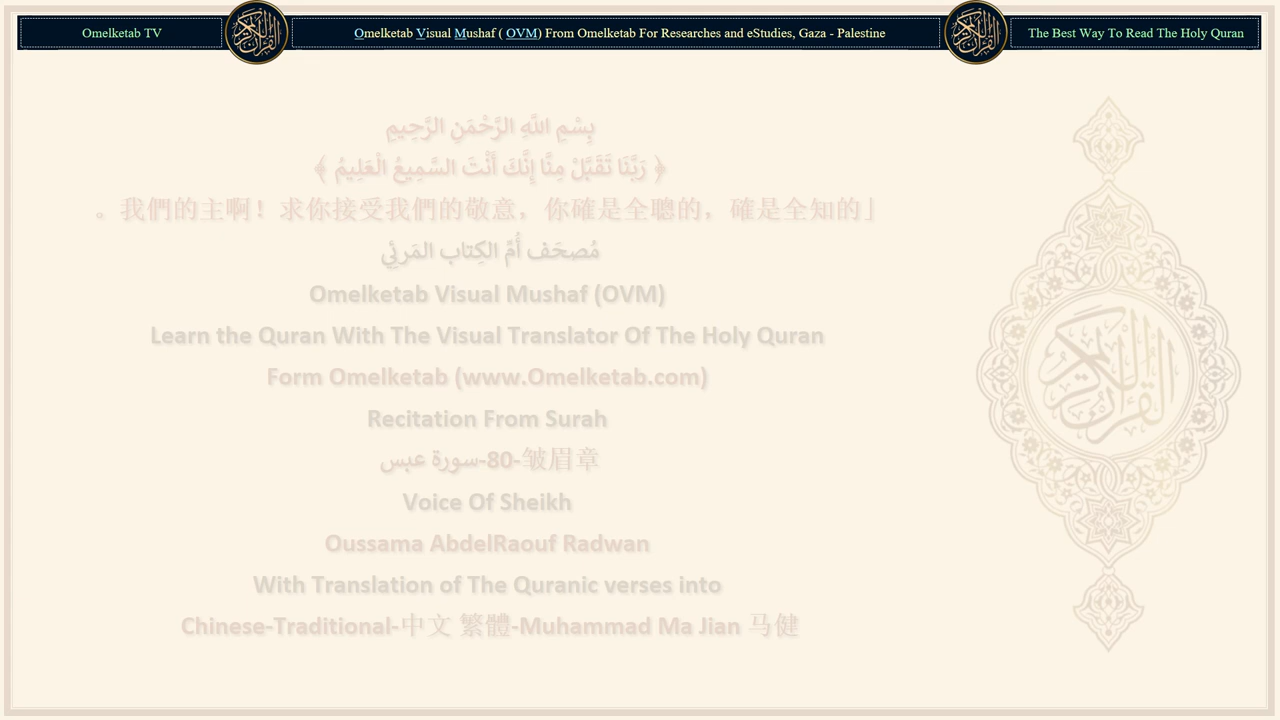 Omelketab TV
Omelketab Visual Mushaf ( OVM) From Omelketab For Researches and eStudies, Gaza - Palestine
The Best Way To Read The Holy Quran
بِسْمِ اللَّهِ الرَّحْمَنِ الرَّحِيمِ
﴿ رَبَّنَا تَقَبَّلْ مِنَّا إِنَّكَ أَنْتَ السَّمِيعُ الْعَلِيمُ ﴾
。我們的主啊！求你接受我們的敬意，你確是全聰的，確是全知的」
مُصحَف أُمِّ الكِتاب المَرئِي
Omelketab Visual Mushaf (OVM)
Learn the Quran With The Visual Translator Of The Holy Quran
Form Omelketab (www.Omelketab.com)
Recitation From Surah
سورة عبس-80-皱眉章
Voice Of Sheikh
Oussama AbdelRaouf Radwan
With Translation of The Quranic verses into
Chinese-Traditional-中文 繁體-Muhammad Ma Jian 马健
القرآن الكريم